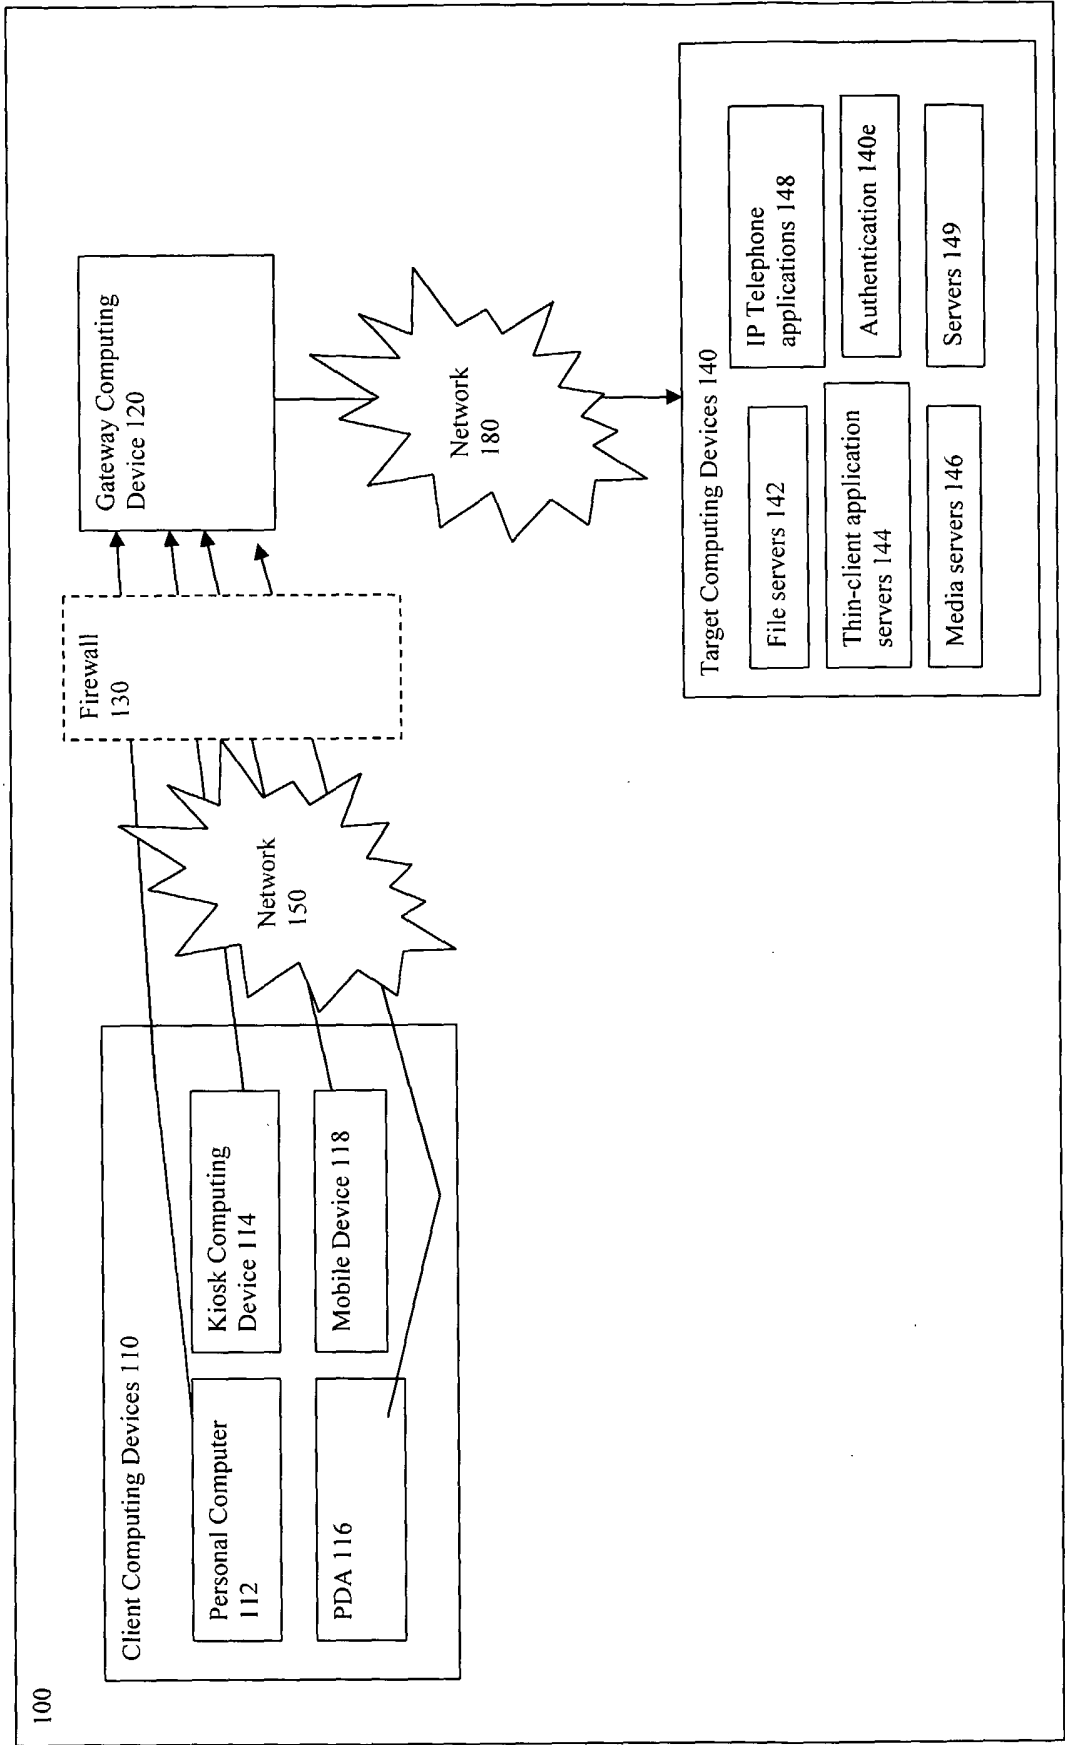 100
Client Computing Devices 110
Personal Computer
112
Kiosk Computing
Device 114
PDA 116
Mobile Device 118
Network
150
Firewall
130
Gateway Computing
Device 120
Network
180
Target Computing Devices 140
File servers 142
IP Telephone
applications 148
Thin-client application
servers 144
Authentication 140e
Media servers 146
Servers 149